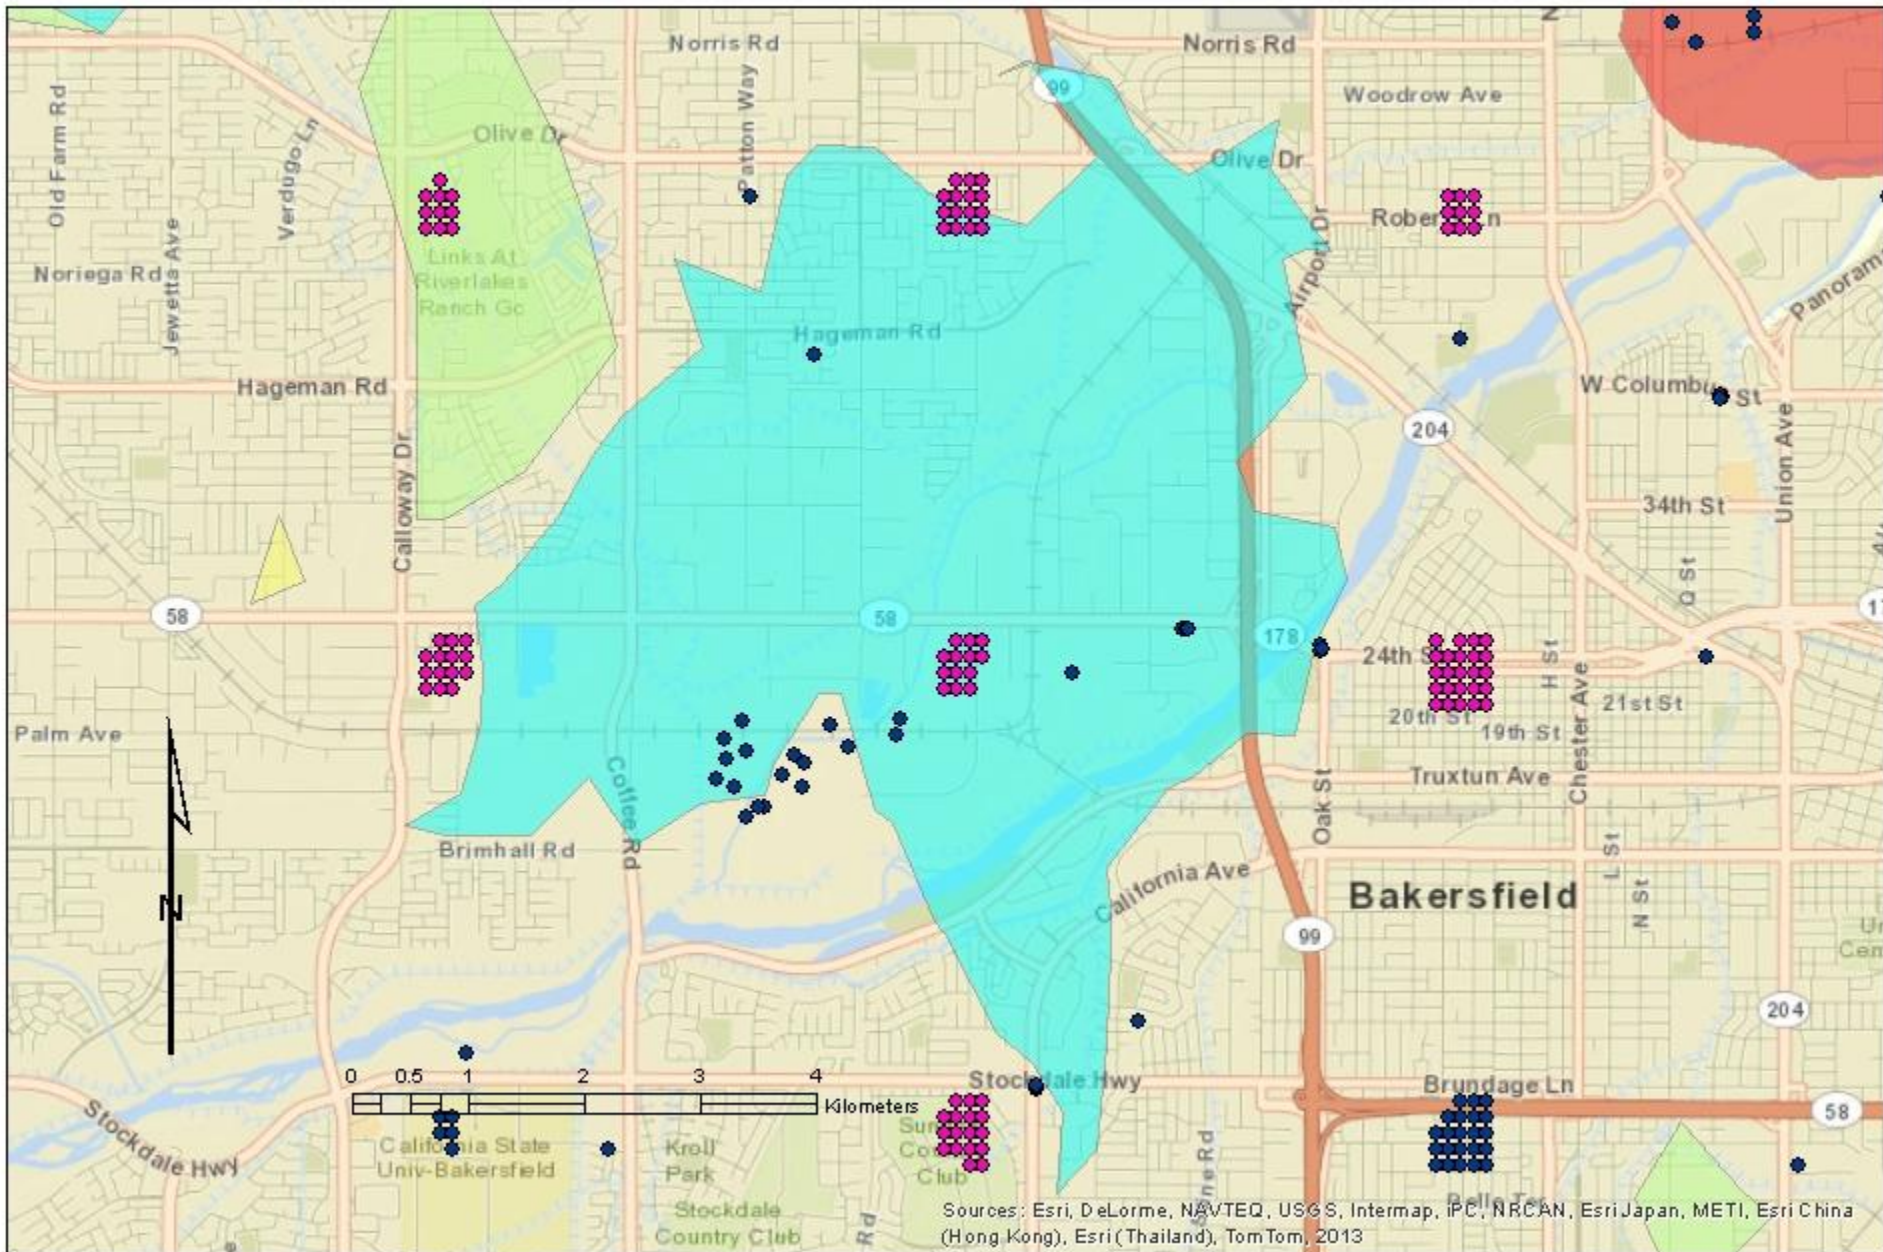 Norris Rd
Norris Rd
99
Woodrow Ave
Old Farm Rd
Verdugo Ln
Olive Dr
Patton Way
Olive Dr
Jewetta Ave
Noriega Rd
Links At
Riverlakes
Ranch Gc
Airport Dr
Panoram
Hageman Rd
Hageman Rd
W Columbus St
204
Calloway Dr
Union Ave
34th St
Q St
58
58
178
24th S
H St
Chester Ave
21st St
20th St
19th St
Palm Ave
Coffee Rd
Truxtun Ave
Oak St
Brimhall Rd
L St
California Ave
Bakersfield
N St
N
99
204
0 0.5 1 2 3 4
Kilometers
Stockdale Hwy
Brundage Ln
58
Stockdale Hwy
California State
Univ-Bakersfield
Kroll
Park
Club
Stockdale
Country Club
Rd
Sources: Esri, DeLorme, NAVTEQ, USGS, Intermap, iPC, NRCAN, Esri Japan, METI, Esri China
(Hong Kong), Esri (Thailand), TomTom, 2013